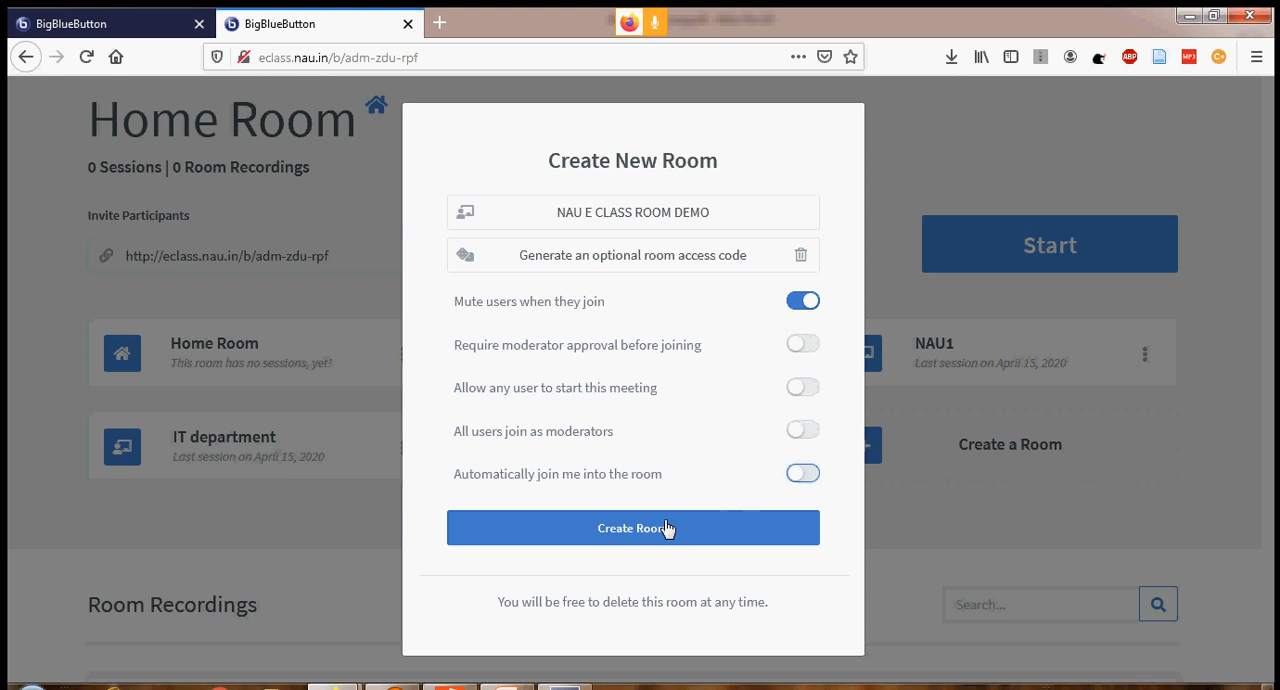 BigBlueButton
BigBlueButton
eclass.nau.in/b/adm-zdu-rpf
ABP
MP3
C+
Home Room
0 Sessions | 0 Room Recordings
Invite Participants
http://eclass.nau.in/b/adm-zdu-rpf
Start
Create New Room
NAU E CLASS ROOM DEMO
Generate an optional room access code
Mute users when they join
Require moderator approval before joining
Allow any user to start this meeting
All users join as moderators
Automatically join me into the room
Create Room
You will be free to delete this room at any time.
Home Room
This room has no sessions, yet!
NAU1
Last session on April 15, 2020
IT department
Last session on April 15, 2020
Create a Room
Room Recordings
Search...